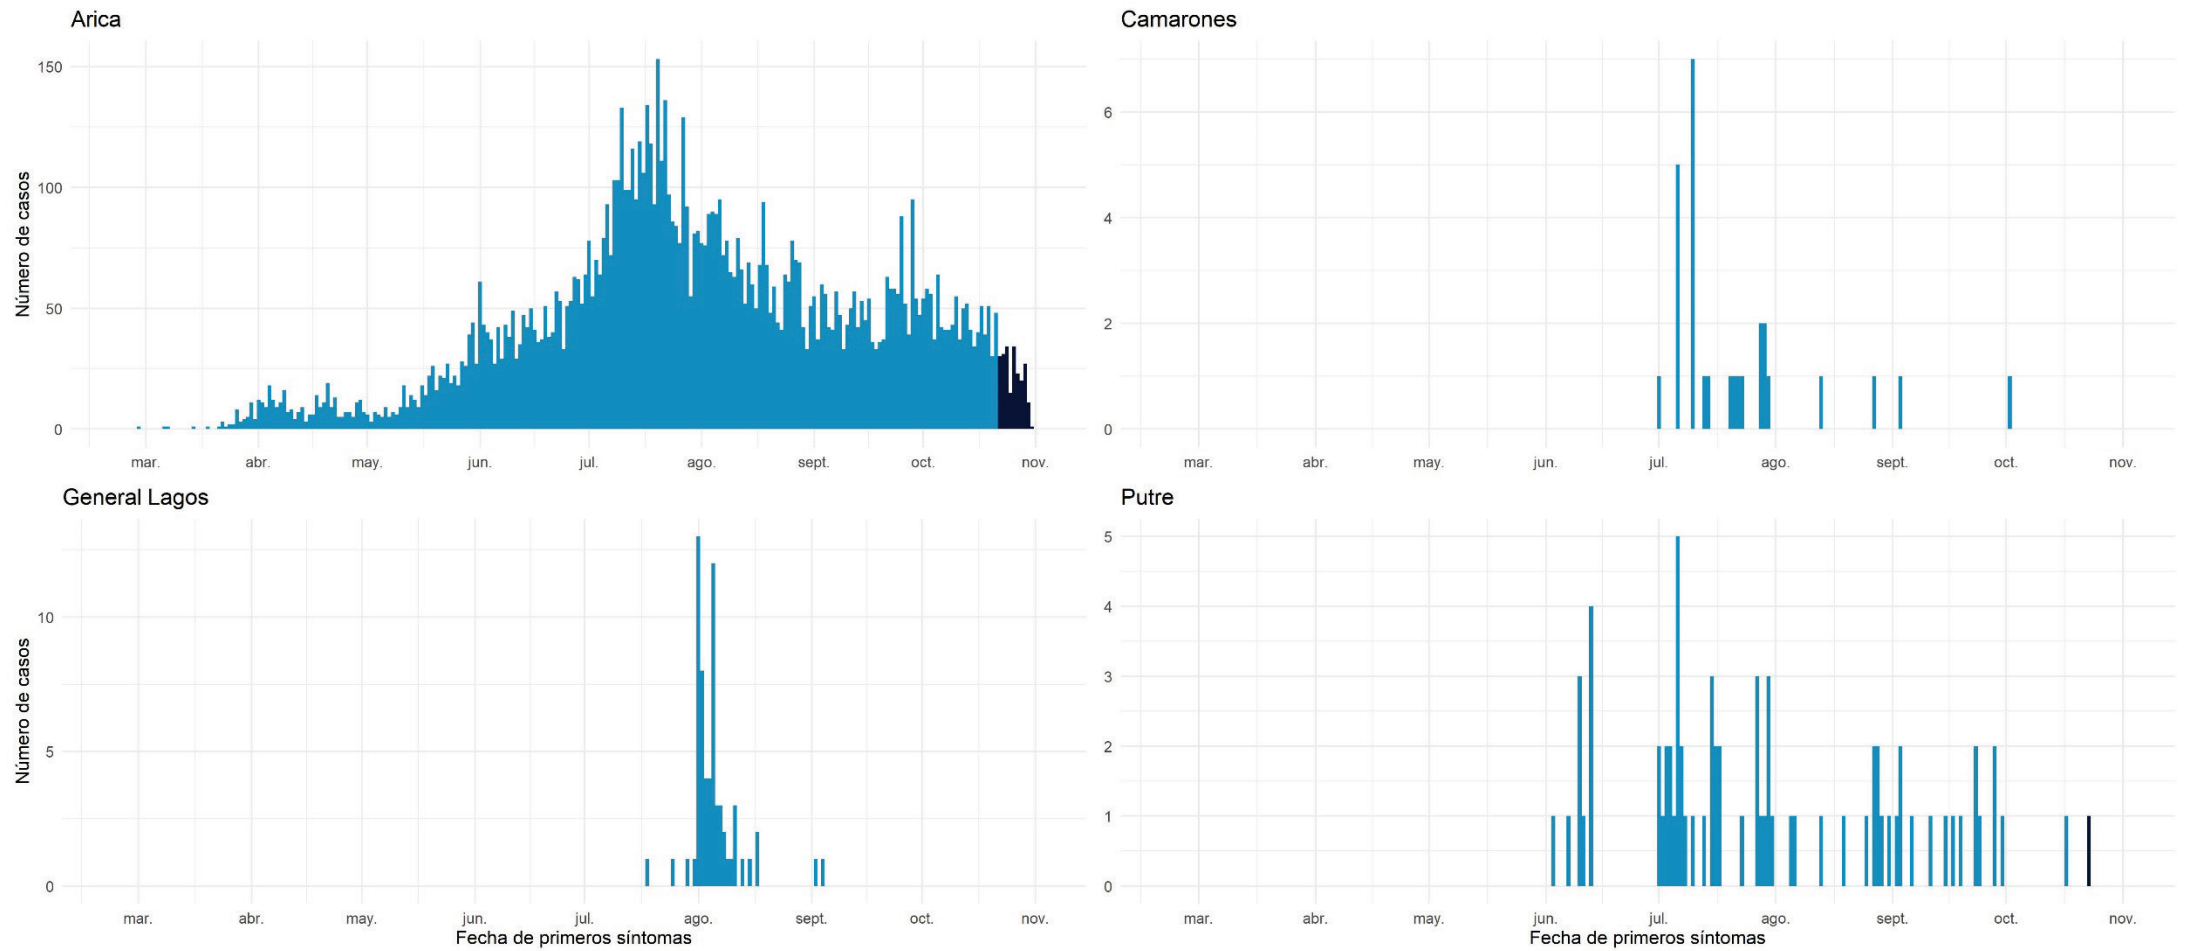 Arica
Número de casos
150
100
50
0
mar. abr. may. jun. jul. ago. sept. oct. nov.
Camarones
6
4
2
0
mar. abr. may. jun. jul. ago. sept. oct. nov.
General Lagos
Número de casos
10
5
0
mar. abr. may. jun. jul. ago. sept. oct. nov.
Fecha de primeros síntomas
Putre
5
4
3
2
1
0
mar. abr. may. jun. jul. ago. sept. oct. nov.
Fecha de primeros síntomas